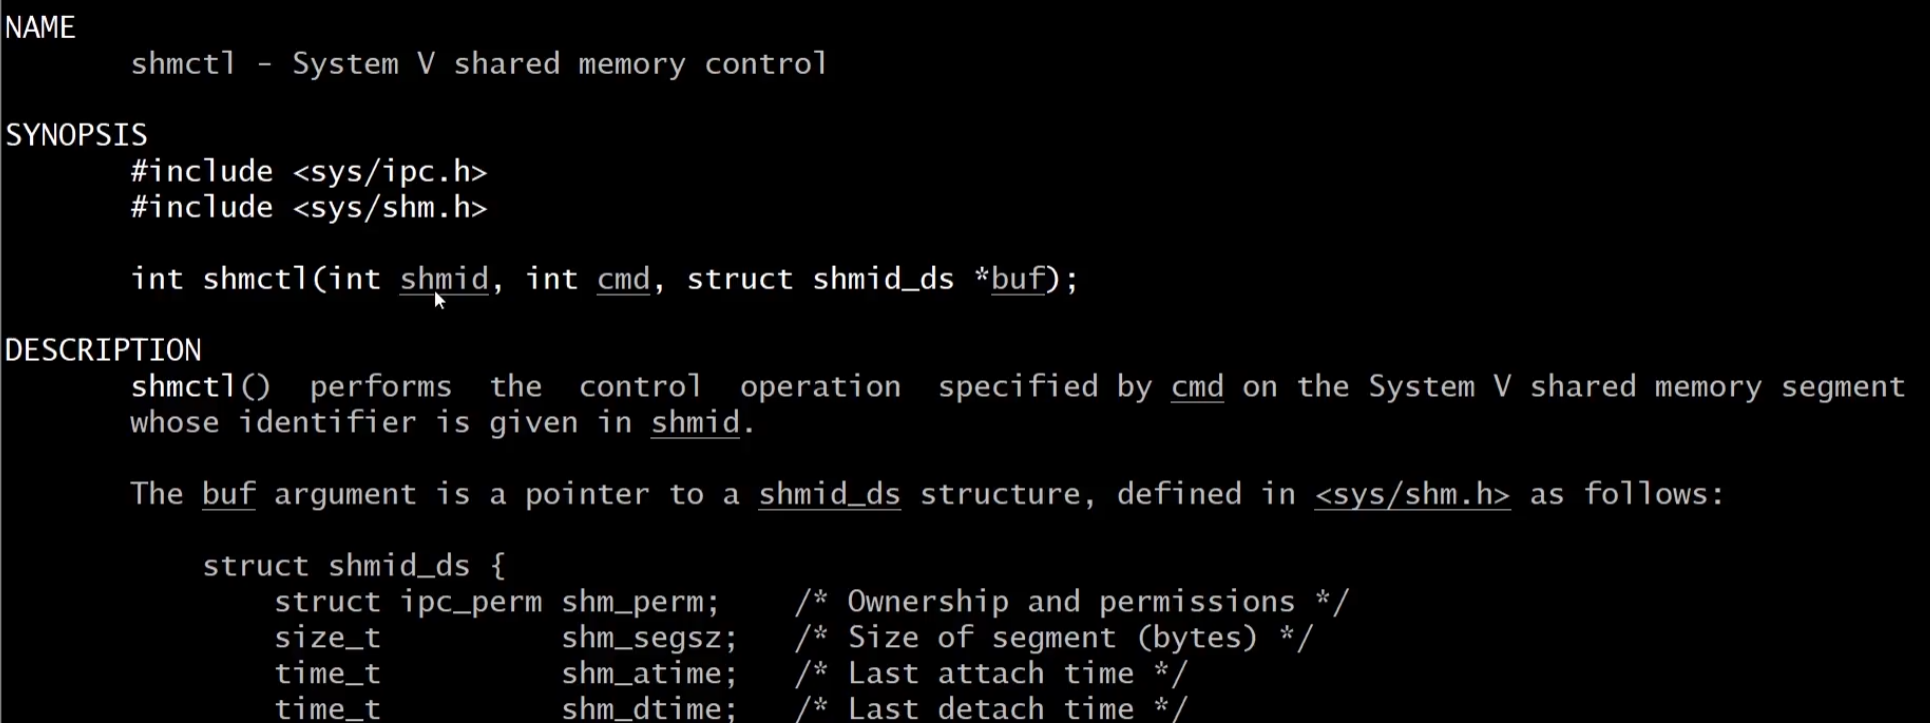 NAME
shmctl - System V shared memory control
SYNOPSIS
#include <sys/ipc.h>
#include <sys/shm.h>
int shmctl(int shmid, int cmd, struct shmid_ds *buf);
DESCRIPTION
shmctl() performs the control operation specified by cmd on the System V shared memory segment
whose identifier is given in shmid.
The buf argument is a pointer to a shmid_ds structure, defined in <sys/shm.h> as follows:
struct shmid_ds {
struct ipc_perm shm_perm; /* Ownership and permissions */
size_t shm_segsz; /* Size of segment (bytes) */
time_t shm_atime; /* Last attach time */
time_t shm_dtime; /* Last detach time */